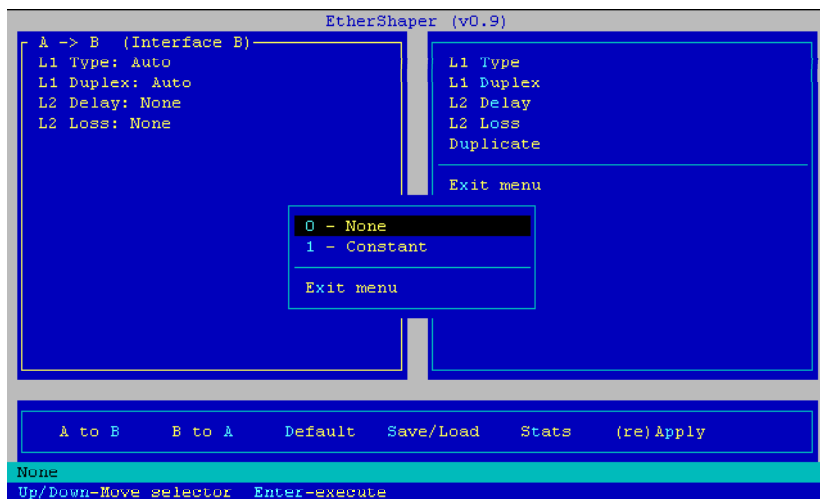 EtherShaper (v0.9)
A -> B (Interface B)
L1 Type: Auto
L1 Duplex: Auto
L2 Delay: None
L2 Loss: None
L1 Type
L1 Duplex
L2 Delay
L2 Loss
Duplicate
Exit menu
0 - None
1 - Constant
Exit menu
A to B B to A Default Save/Load Stats (re)Apply
None
Up/Down-Move selector Enter-execute